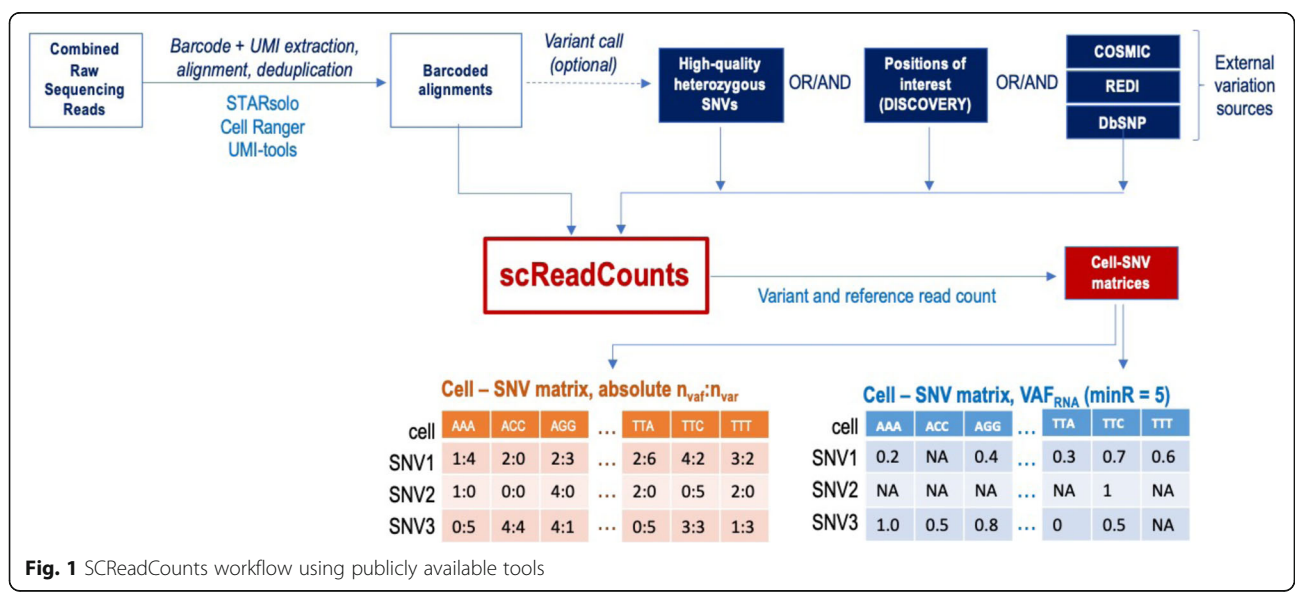 Combined
Raw
Sequencing
Reads
Barcode + UMI extraction,
alignment, deduplication
STARsolo
Cell Ranger
UMI-tools
Barcoded
alignments
Variant call
(optional)
High-quality
heterozygous
SNVs
OR/AND
Positions of
interest
(DISCOVERY)
OR/AND
COSMIC
REDI
DbSNP
External
variation
sources
scReadCounts
Variant and reference read count
Cell-SNV
matrices
Cell – SNV matrix, absolute nvaf:nvar
cell AAA ACC AGG ... TTA TTC TTT
SNV1 1:4 2:0 2:3 ... 2:6 4:2 3:2
SNV2 1:0 0:0 4:0 ... 2:0 0:5 2:0
SNV3 0:5 4:4 4:1 ... 0:5 3:3 1:3
Cell – SNV matrix, VAFRNA (minR = 5)
cell AAA ACC AGG ... TTA TTC TTT
SNV1 0.2 NA 0.4 ... 0.3 0.7 0.6
SNV2 NA NA NA ... NA 1 NA
SNV3 1.0 0.5 0.8 ... 0 0.5 NA
Fig. 1 SCReadCounts workflow using publicly available tools